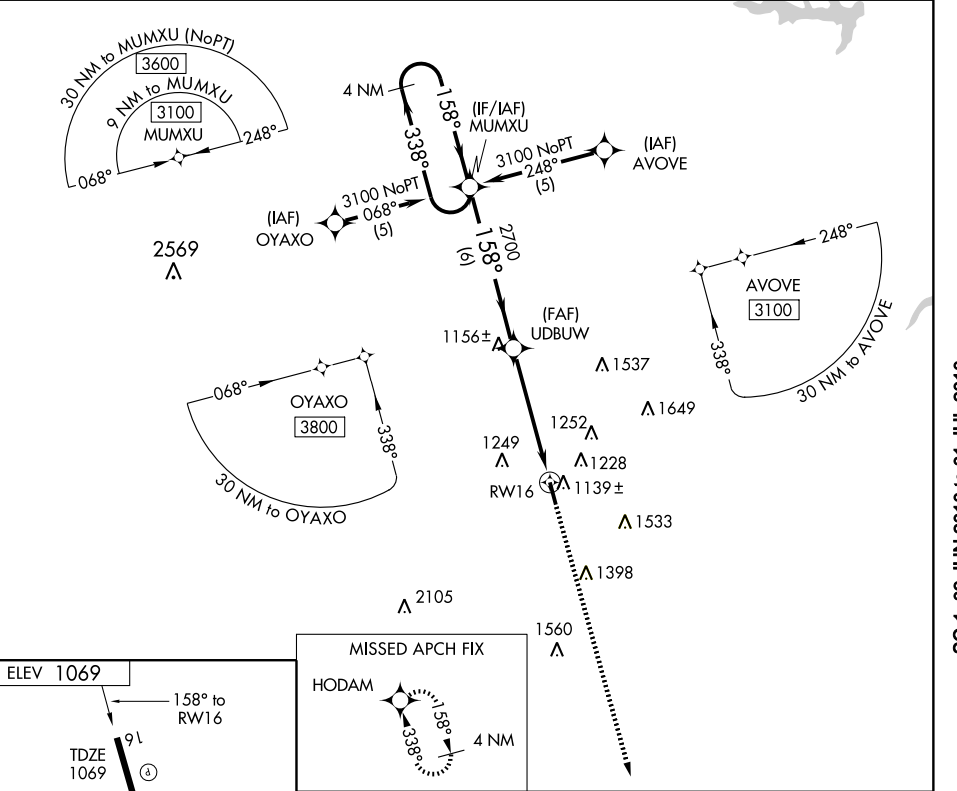 30 NM to MUMXU (NoPT)
3600
9 NM to MUMXU
3100
MUMXU
068°
248°
4 NM
158°
338°
(IF/IAF)
MUMXU
3100 NoPT
248°
(5)
(IAF)
AVOVE
3100 NoPT
068°
(5)
(IAF)
OYAXO
2569
2700
158°
(6)
248°
AVOVE
3100
338°
30 NM to AVOVE
(FAF)
UDBUW
1156±
1537
068°
OYAXO
3800
338°
30 NM to OYAXO
1649
1252
1249
1228
RW16
1139±
1533
1398
2105
1560
MISSED APCH FIX
HODAM
158°
338°
4 NM
ELEV 1069
158° to
RW16
16
TDZE
1069
P